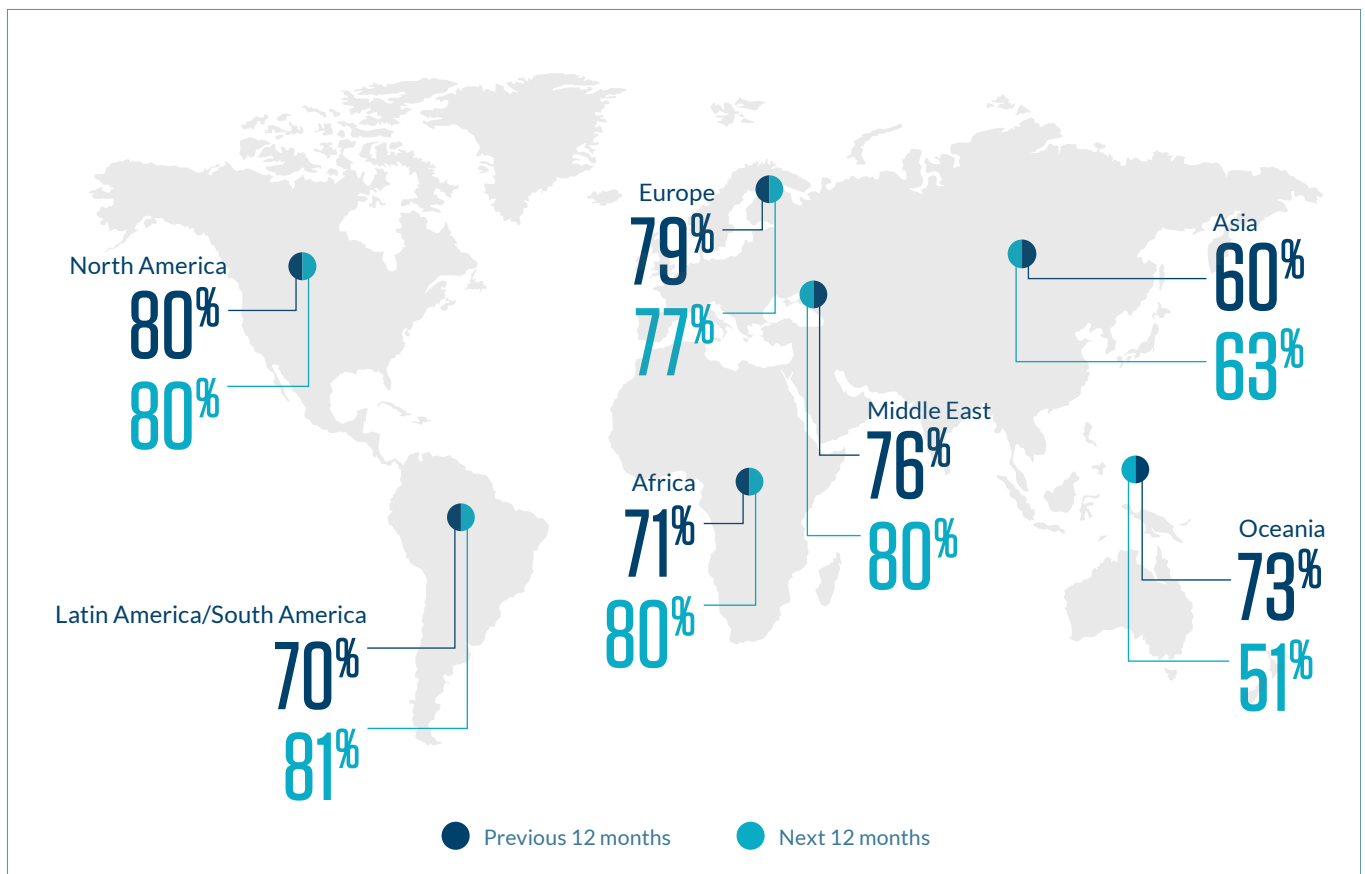 North America
80%
80%
Latin America/South America
70%
81%
Europe
79%
77%
Africa
71%
80%
Middle East
76%
80%
Asia
60%
63%
Oceania
73%
51%
Previous 12 months
Next 12 months